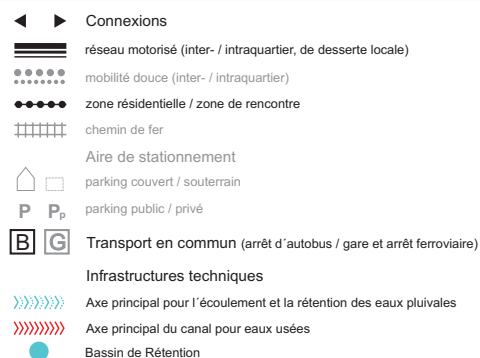 Connexions
réseau motorisé (inter- / intraquartier, de desserte locale)
mobilité douce (inter- / intraquartier)
zone résidentielle / zone de rencontre
chemin de fer
Aire de stationnement
parking couvert / souterrain
P Pp parking public / privé
B G Transport en commun (arrêt d´autobus / gare et arrêt ferroviaire)
Infrastructures techniques
Axe principal pour l´écoulement et la rétention des eaux pluviales
Axe principal du canal pour eaux usées
Bassin de Rétention